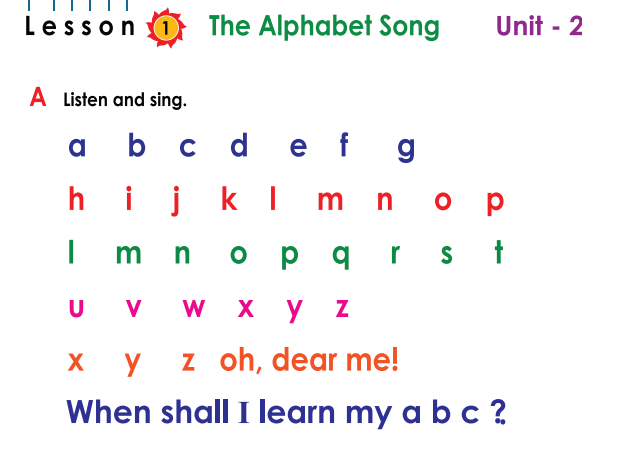 Lesson 1 The Alphabet Song Unit - 2
A Listen and sing.
a b c d e f g
h i j k l m n o p
l m n o p q r s t
u v w x y z
x y z oh, dear me!
When shall I learn my a b c ?